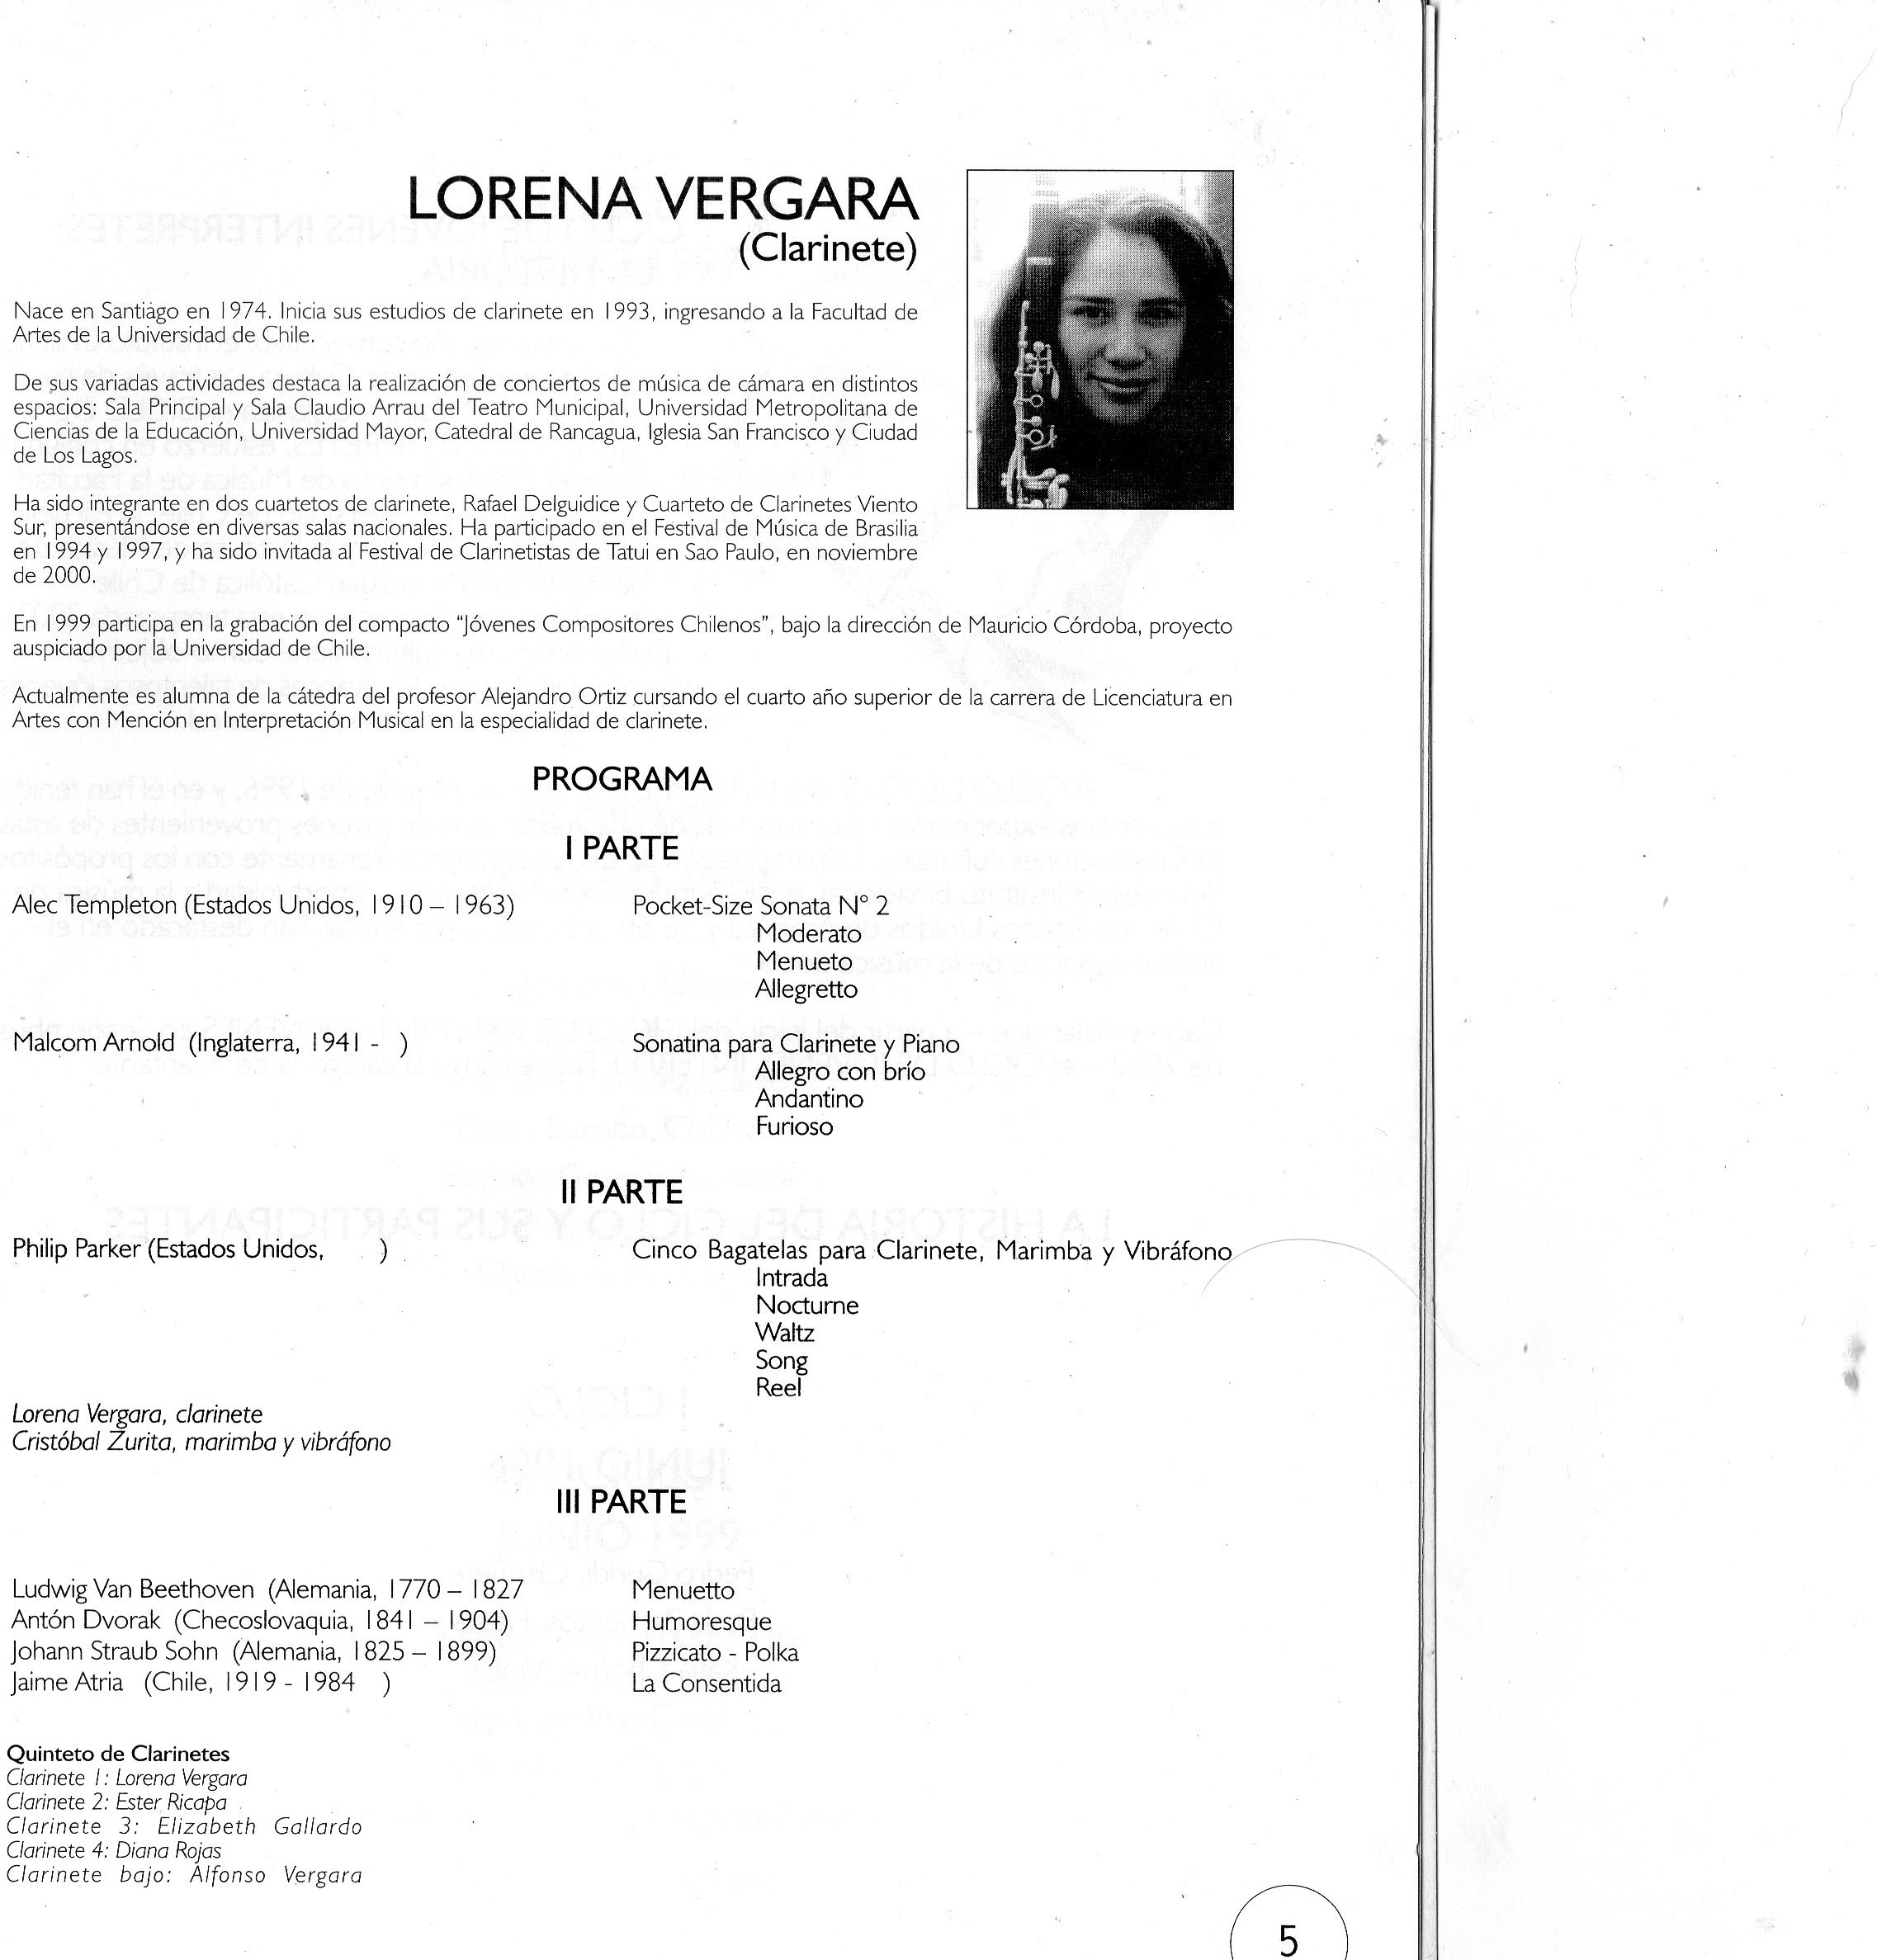 LORENA VERGARA
(Clarinete)
Nace en Santiago en 1974. Inicia sus estudios de clarinete en 1993, ingresando a la Facultad de
Artes de la Universidad de Chile.
De sus variadas actividades destaca la realización de conciertos de música de cámara en distintos
espacios: Sala Principal y Sala Claudio Arrau del Teatro Municipal, Universidad Metropolitana de
Ciencias de la Educación, Universidad Mayor, Catedral de Rancagua, Iglesia San Francisco y Ciudad
de Los Lagos.
Ha sido integrante en dos cuartetos de clarinete, Rafael Delguidice y Cuarteto de Clarinetes Viento
Sur, presentándose en diversas salas nacionales. Ha participado en el Festival de Música de Brasilia
en 1994 y 1997, y ha sido invitada al Festival de Clarinetistas de Tatui en Sao Paulo, en noviembre
de 2000.
En 1999 participa en la grabación del compacto “Jóvenes Compositores Chilenos”, bajo la dirección de Mauricio Córdoba, proyecto
auspiciado por la Universidad de Chile.
Actualmente es alumna de la cátedra del profesor Alejandro Ortiz cursando el cuarto año superior de la carrera de Licenciatura en
Artes con Mención en Interpretación Musical en la especialidad de clarinete.
PROGRAMA
I PARTE
Alec Templeton (Estados Unidos, 1910 – 1963) Pocket-Size Sonata N° 2
Moderato
Menueto
Allegretto
Malcom Arnold (Inglaterra, 1941 - ) Sonatina para Clarinete y Piano
Allegro con brío
Andantino
Furioso
II PARTE
Philip Parker (Estados Unidos, ) Cinco Bagatelas para Clarinete, Marimba y Vibráfono
Intrada
Nocturne
Waltz
Song
Reel
Lorena Vergara, clarinete
Cristóbal Zurita, marimba y vibráfono
III PARTE
Ludwig Van Beethoven (Alemania, 1770 – 1827 Menuetto
Antón Dvorak (Checoslovaquia, 1841 – 1904) Humoresque
Johann Straub Sohn (Alemania, 1825 – 1899) Pizzicato - Polka
Jaime Atria (Chile, 1919 - 1984 ) La Consentida
Quinteto de Clarinetes
Clarinete 1: Lorena Vergara
Clarinete 2: Ester Ricapa
Clarinete 3: Elizabeth Gallardo
Clarinete 4: Diana Rojas
Clarinete bajo: Alfonso Vergara
5